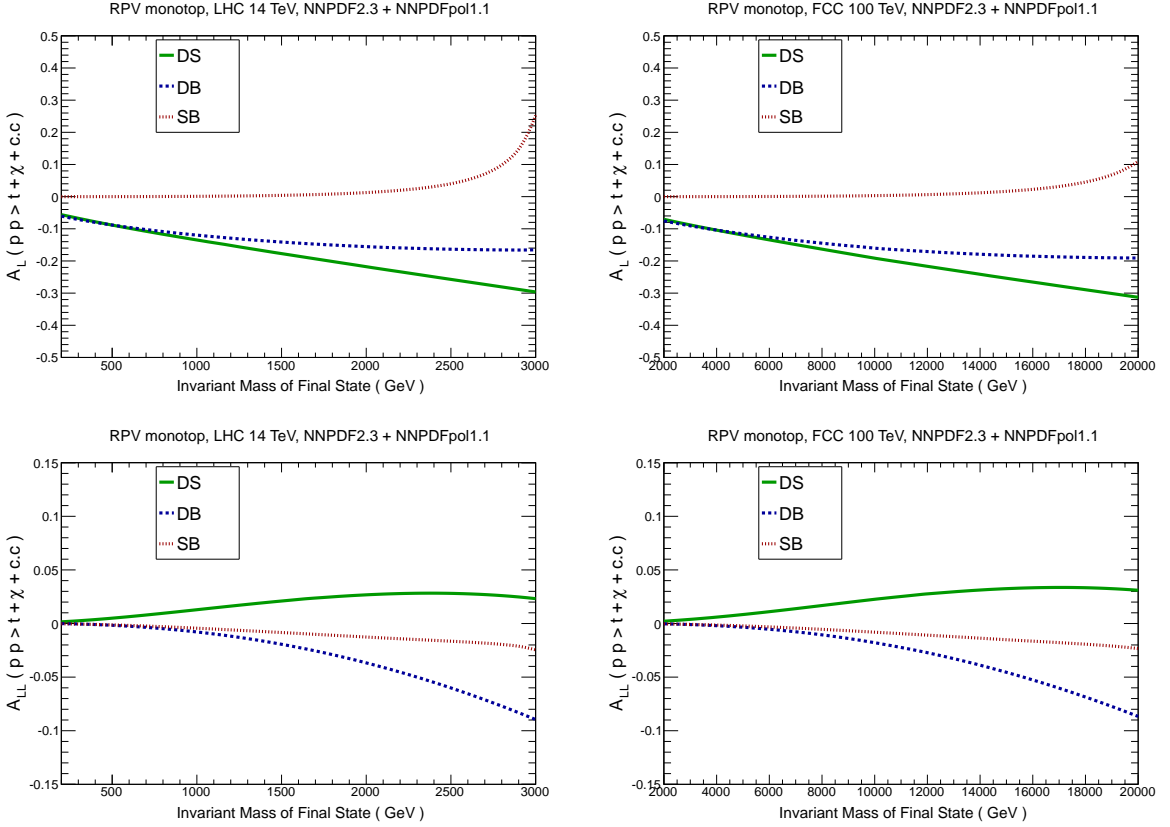 RPV monotop, LHC 14 TeV, NNPDF2.3 + NNPDFpol1.1
A_L ( p p > t + χ + c.c )
0.5
0.4
0.3
0.2
0.1
0
-0.1
-0.2
-0.3
-0.4
-0.5
DS
DB
SB
500 1000 1500 2000 2500 3000
Invariant Mass of Final State ( GeV )
RPV monotop, FCC 100 TeV, NNPDF2.3 + NNPDFpol1.1
A_L ( p p > t + χ + c.c )
0.5
0.4
0.3
0.2
0.1
0
-0.1
-0.2
-0.3
-0.4
-0.5
DS
DB
SB
2000 4000 6000 8000 10000 12000 14000 16000 18000 20000
Invariant Mass of Final State ( GeV )
RPV monotop, LHC 14 TeV, NNPDF2.3 + NNPDFpol1.1
A_LL ( p p > t + χ + c.c )
0.15
0.1
0.05
0
-0.05
-0.1
-0.15
DS
DB
SB
500 1000 1500 2000 2500 3000
Invariant Mass of Final State ( GeV )
RPV monotop, FCC 100 TeV, NNPDF2.3 + NNPDFpol1.1
A_LL ( p p > t + χ + c.c )
0.15
0.1
0.05
0
-0.05
-0.1
-0.15
DS
DB
SB
2000 4000 6000 8000 10000 12000 14000 16000 18000 20000
Invariant Mass of Final State ( GeV )